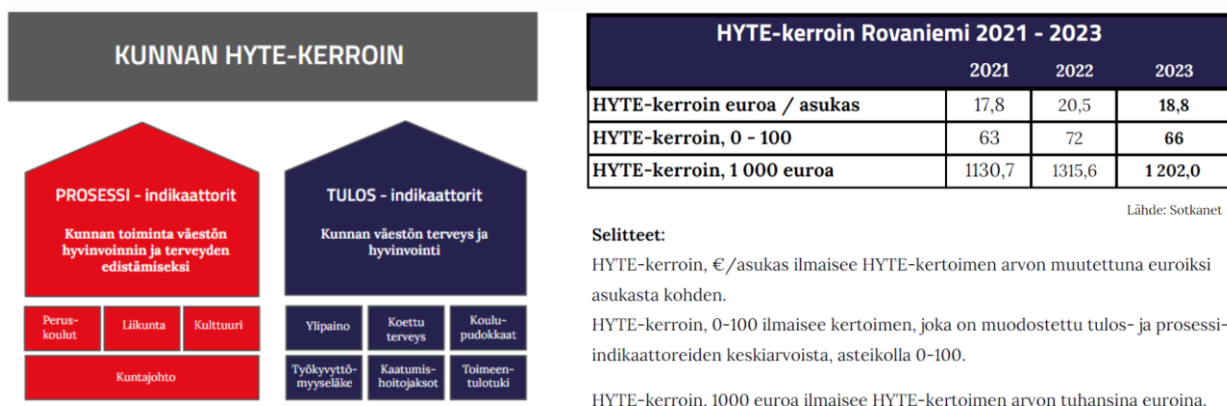 KUNNAN HYTE-KERROIN
PROSESSI - indikaattorit
Kunnan toiminta väestön
hyvinvoinnin ja terveyden
edistämiseksi
Perus-
koulut
Liikunta
Kulttuuri
Kuntajohto
TULOS - indikaattorit
Kunnan väestön terveys ja
hyvinvointi
Ylipaino
Koettu
terveys
Koulu-
pudokkaat
Työkyvyttö-
myyseläke
Kaatumis-
hoitojaksot
Toimeen-
tulotuki
HYTE-kerroin Rovaniemi 2021 - 2023
2021 2022 2023
HYTE-kerroin euroa / asukas 17,8 20,5 18,8
HYTE-kerroin, 0 - 100 63 72 66
HYTE-kerroin, 1 000 euroa 1130,7 1315,6 1 202,0
Lähde: Sotkanet
Selitteet:
HYTE-kerroin, €/asukas ilmaisee HYTE-kertoimen arvon muutettuna euroiksi
asukasta kohden.
HYTE-kerroin, 0-100 ilmaisee kertoimen, joka on muodostettu tulos- ja prosessi-
indikaattoreiden keskiarvoista, asteikolla 0-100.
HYTE-kerroin, 1000 euroa ilmaisee HYTE-kertoimen arvon tuhansina euroina.